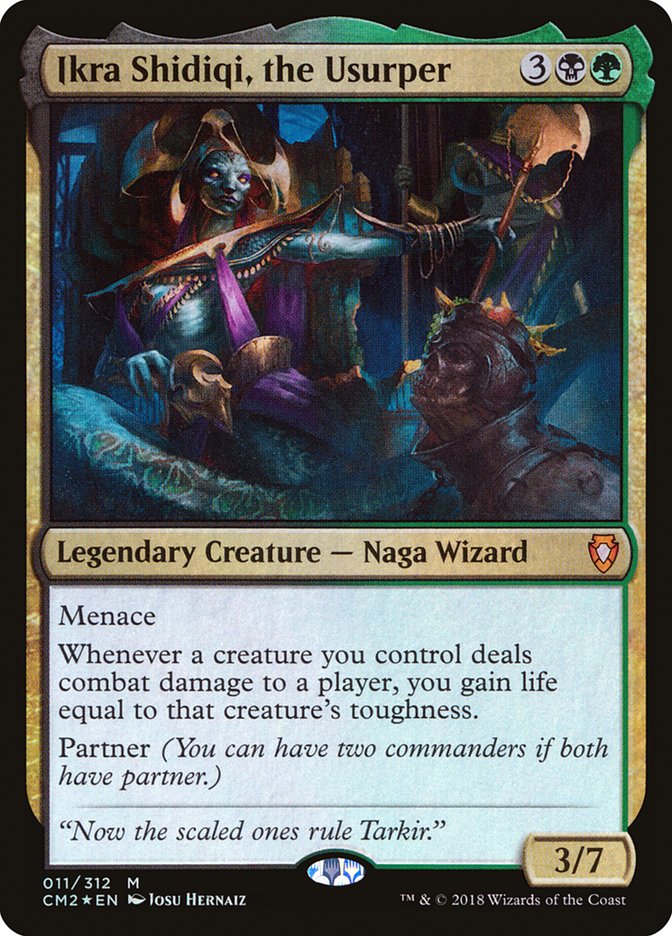 Ikra Shidiqi, the Usurper 3
Legendary Creature — Naga Wizard
Menace
Whenever a creature you control deals
combat damage to a player, you gain life
equal to that creature's toughness.
Partner (You can have two commanders if both
have partner.)
“Now the scaled ones rule Tarkir.”
3/7
011/312 M
CM2★EN Josu Hernaiz
™ & © 2018 Wizards of the Coast